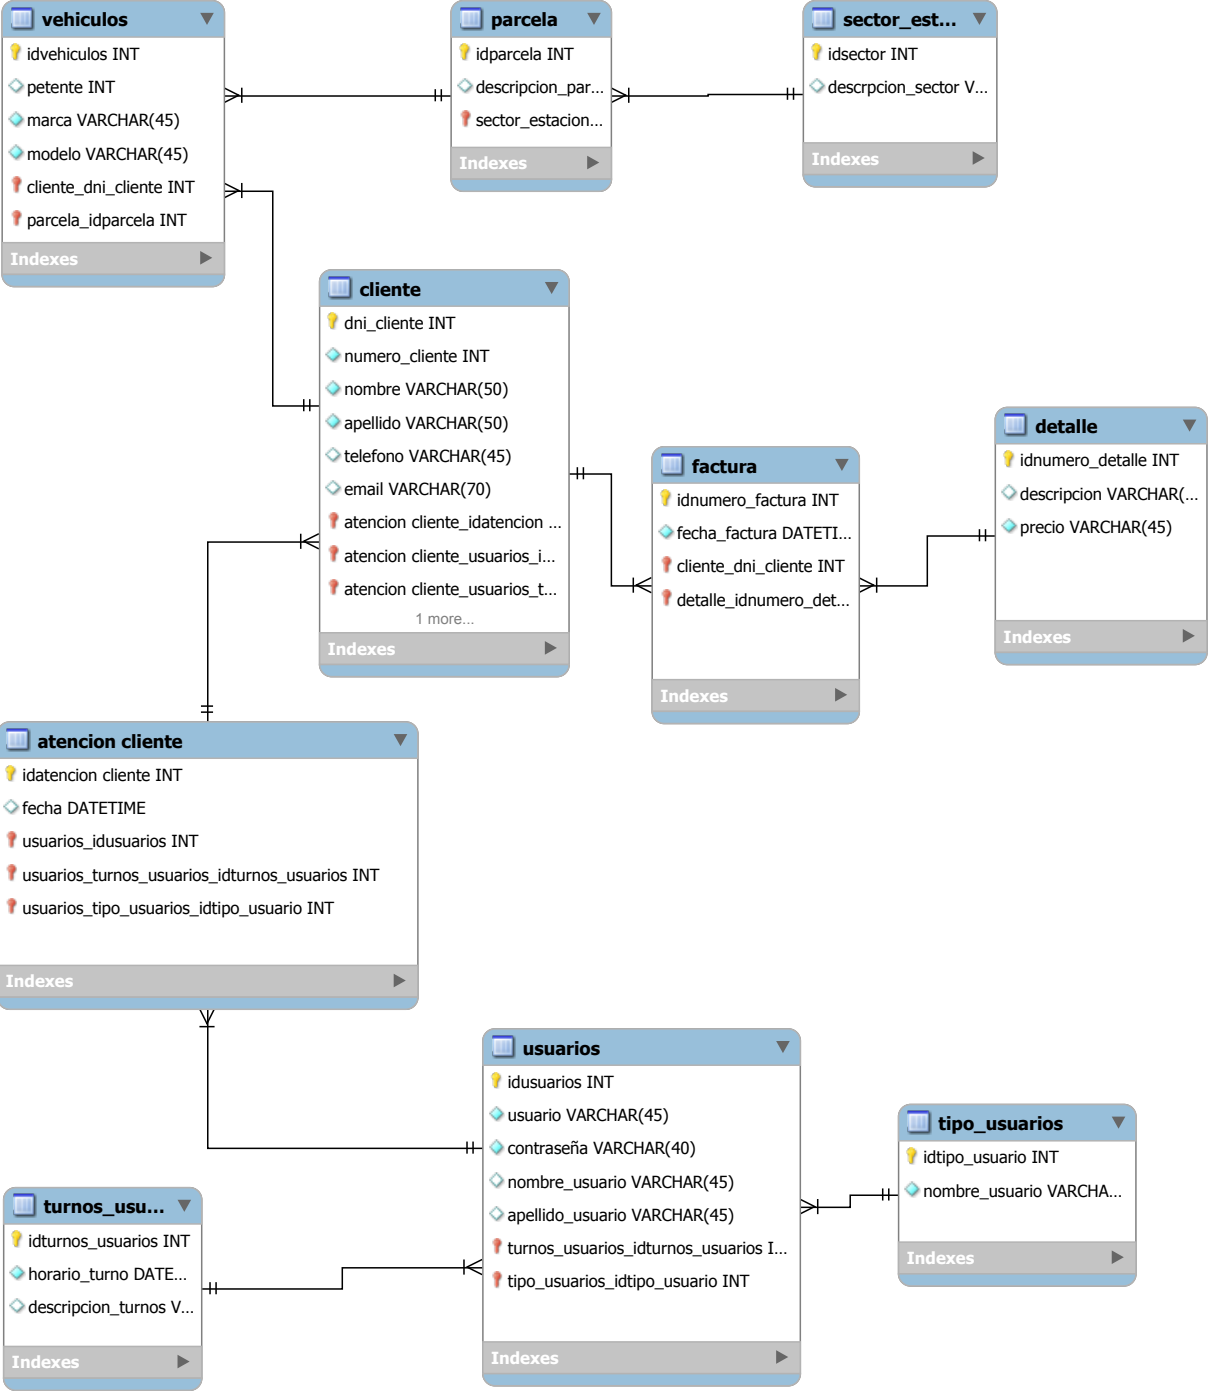 vehiculos
idvehiculos INT
petente INT
marca VARCHAR(45)
modelo VARCHAR(45)
cliente_dni_cliente INT
parcela_idparcela INT
Indexes
parcela
idparcela INT
descripcion_par...
sector_estacion...
Indexes
sector_est...
idsector INT
descrpcion_sector V...
Indexes
cliente
dni_cliente INT
numero_cliente INT
nombre VARCHAR(50)
apellido VARCHAR(50)
telefono VARCHAR(45)
email VARCHAR(70)
atencion cliente_idatencion ...
atencion cliente_usuarios_i...
atencion cliente_usuarios_t...
1 more...
Indexes
factura
idnumero_factura INT
fecha_factura DATETI...
cliente_dni_cliente INT
detalle_idnumero_det...
Indexes
detalle
idnumero_detalle INT
descripcion VARCHAR(...
precio VARCHAR(45)
Indexes
atencion cliente
idatencion cliente INT
fecha DATETIME
usuarios_idusuarios INT
usuarios_turnos_usuarios_idturnos_usuarios INT
usuarios_tipo_usuarios_idtipo_usuario INT
Indexes
usuarios
idusuarios INT
usuario VARCHAR(45)
contraseña VARCHAR(40)
nombre_usuario VARCHAR(45)
apellido_usuario VARCHAR(45)
turnos_usuarios_idturnos_usuarios I...
tipo_usuarios_idtipo_usuario INT
Indexes
tipo_usuarios
idtipo_usuario INT
nombre_usuario VARCHA...
Indexes
turnos_usu...
idturnos_usuarios INT
horario_turno DATE...
descripcion_turnos V...
Indexes